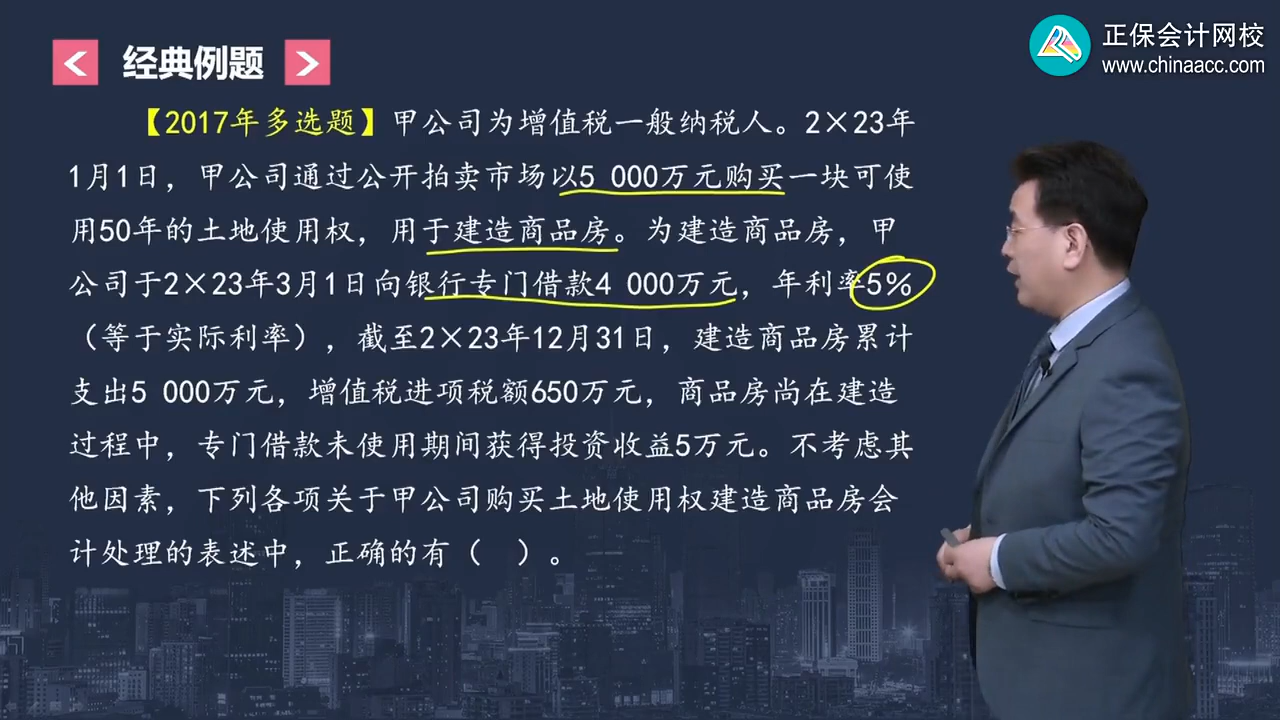 正保会计网校
www.chinaacc.com
经典例题
【2017年多选题】甲公司为增值税一般纳税人。2×23年
1月1日，甲公司通过公开拍卖市场以5 000万元购买一块可使
用50年的土地使用权，用于建造商品房。为建造商品房，甲
公司于2×23年3月1日向银行专门借款4 000万元，年利率5%
（等于实际利率），截至2×23年12月31日，建造商品房累计
支出5 000万元，增值税进项税额650万元，商品房尚在建造
过程中，专门借款未使用期间获得投资收益5万元。不考虑其
他因素，下列各项关于甲公司购买土地使用权建造商品房会
计处理的表述中，正确的有（ ）。